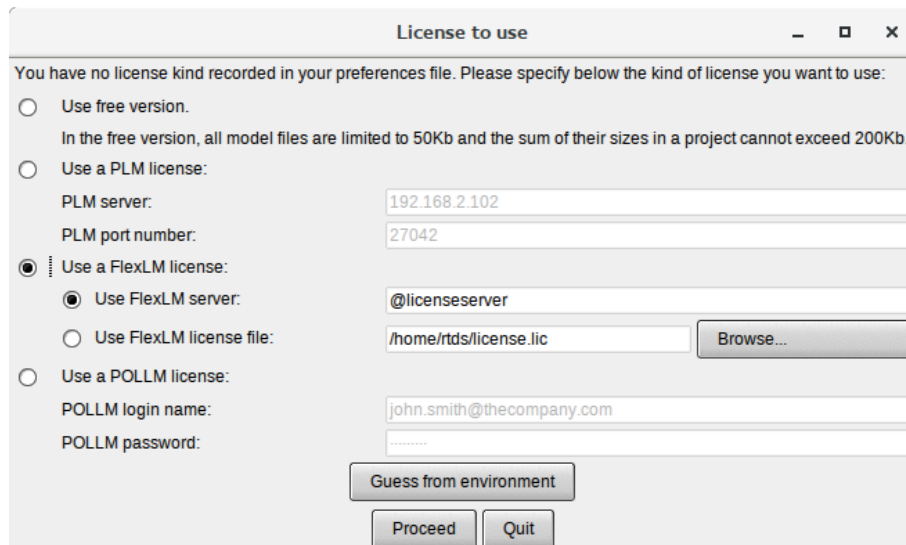 License to use
You have no license kind recorded in your preferences file. Please specify below the kind of license you want to use:
Use free version.
In the free version, all model files are limited to 50Kb and the sum of their sizes in a project cannot exceed 200Kb.
Use a PLM license:
PLM server: 192.168.2.102
PLM port number: 27042
Use a FlexLM license:
Use FlexLM server: @licenseserver
Use FlexLM license file: /home/rtds/license.lic Browse...
Use a POLLM license:
POLLM login name: john.smith@thecompany.com
POLLM password: ·········
Guess from environment
Proceed Quit